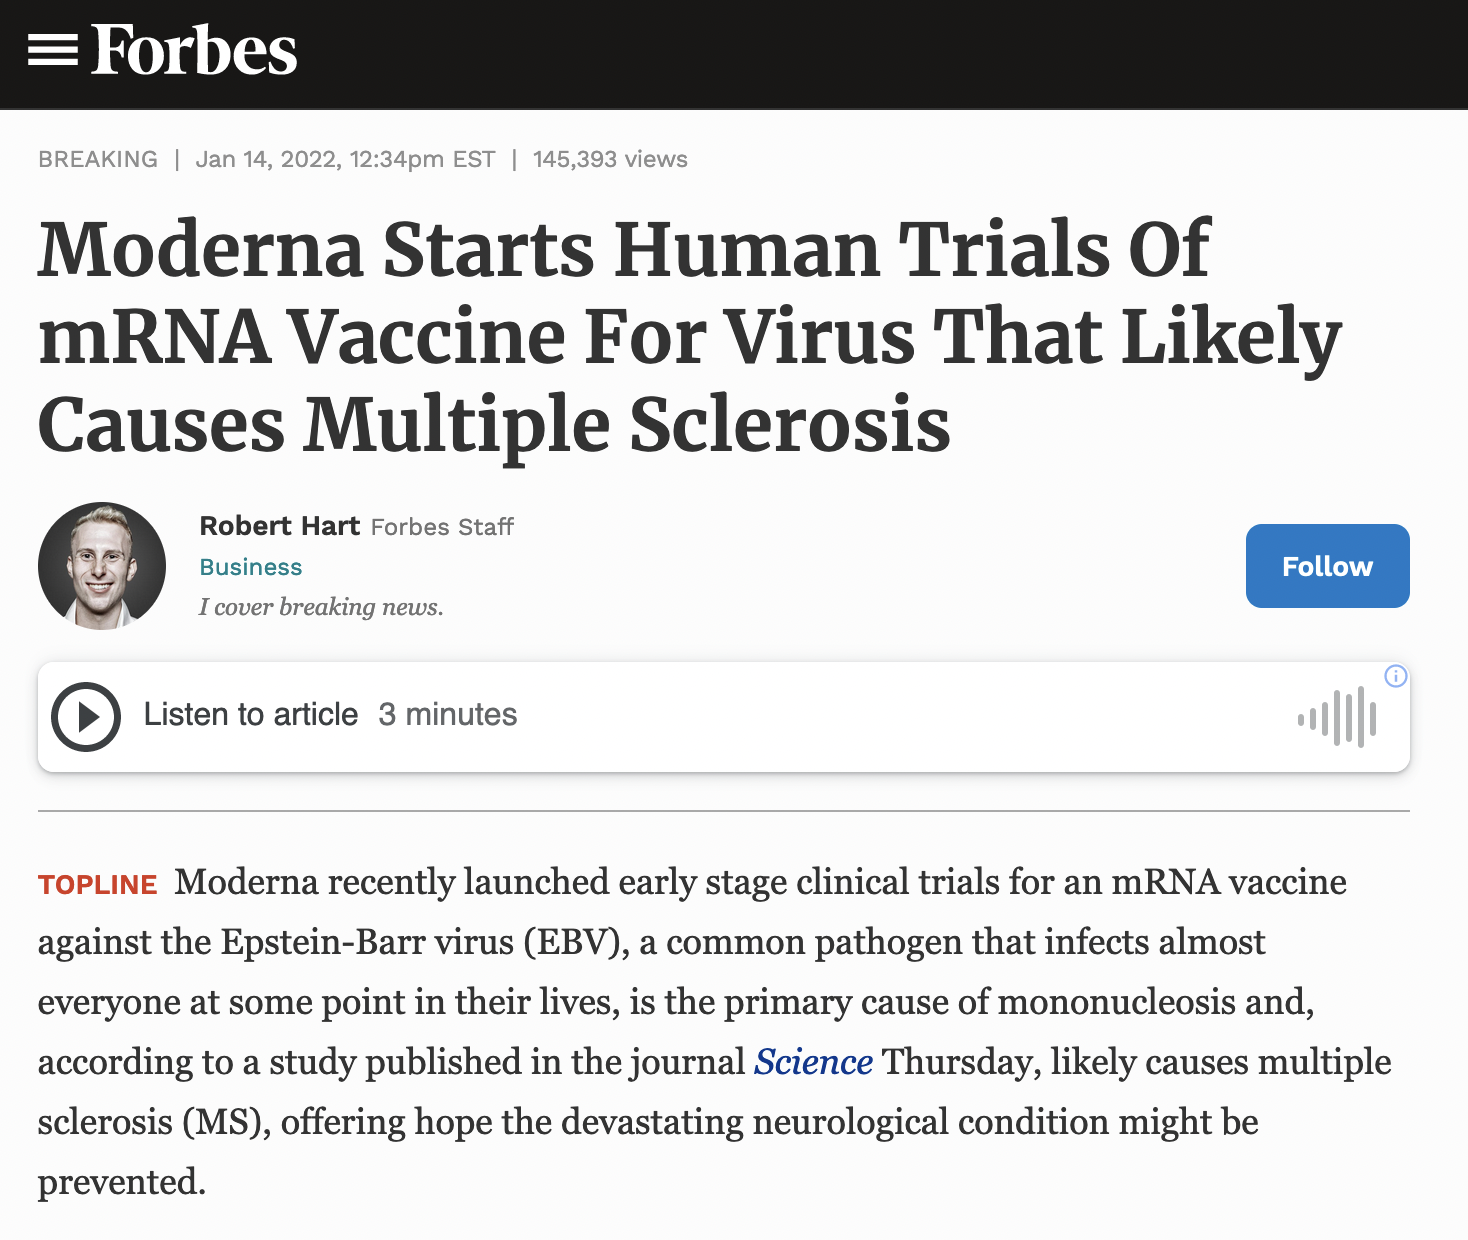 Forbes
BREAKING | Jan 14, 2022, 12:34pm EST | 145,393 views
Moderna Starts Human Trials Of
mRNA Vaccine For Virus That Likely
Causes Multiple Sclerosis
Robert Hart Forbes Staff
Business
I cover breaking news.
Follow
Listen to article 3 minutes
TOPLINE Moderna recently launched early stage clinical trials for an mRNA vaccine
against the Epstein-Barr virus (EBV), a common pathogen that infects almost
everyone at some point in their lives, is the primary cause of mononucleosis and,
according to a study published in the journal Science Thursday, likely causes multiple
sclerosis (MS), offering hope the devastating neurological condition might be
prevented.